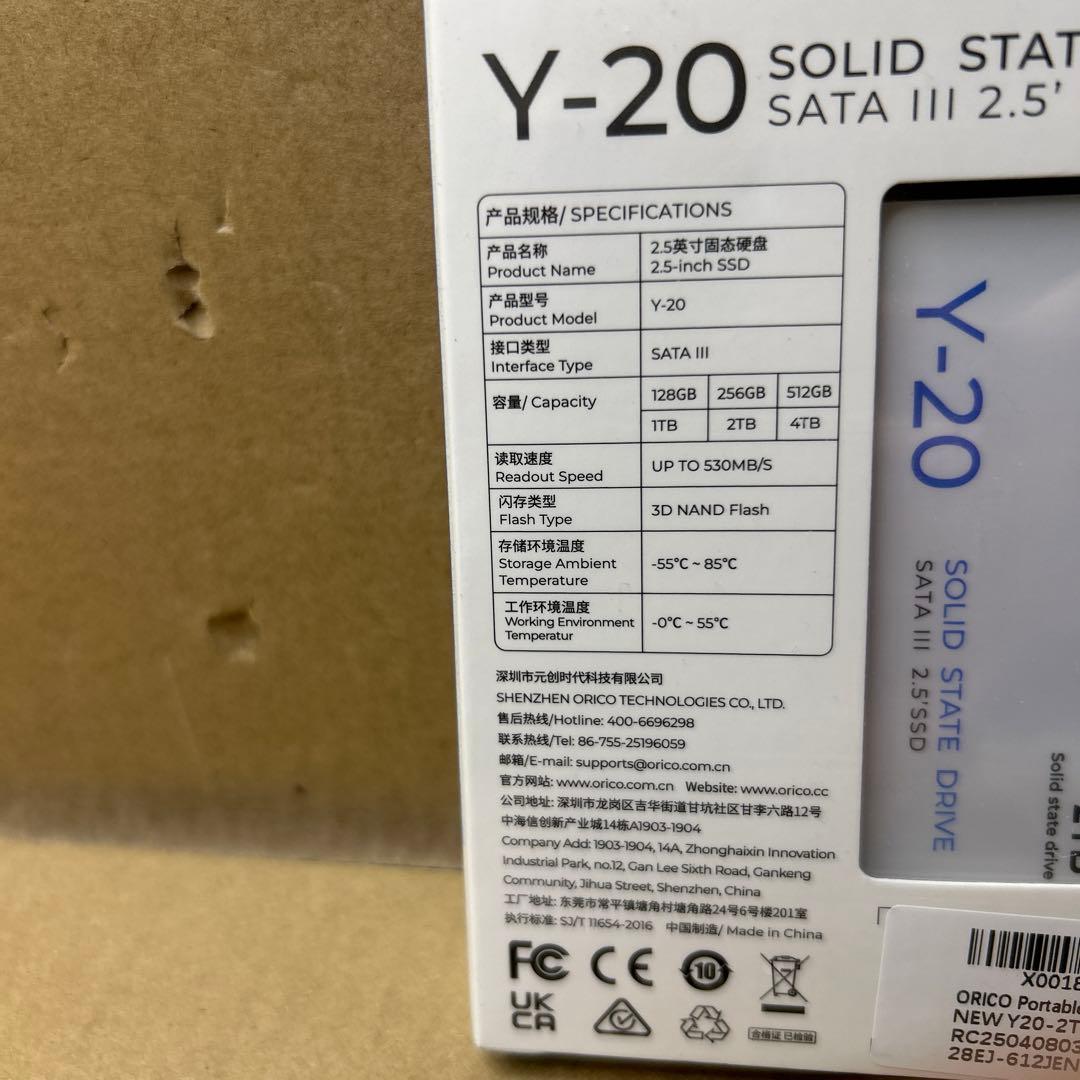 Y-20
SOLID STAT
SATA III 2.5'
产品规格/ SPECIFICATIONS
产品名称
Product Name
2.5英寸固态硬盘
2.5-inch SSD
产品型号
Product Model
Y-20
接口类型
Interface Type
SATA III
容量/ Capacity
128GB 256GB 512GB
1TB 2TB 4TB
读取速度
Readout Speed
UP TO 530MB/S
闪存类型
Flash Type
3D NAND Flash
存储环境温度
Storage Ambient
Temperature
-55℃ ~ 85℃
工作环境温度
Working Environment
Temperatur
-0℃ ~ 55℃
深圳市元创时代科技有限公司
SHENZHEN ORICO TECHNOLOGIES CO., LTD.
售后热线/Hotline: 400-6696298
联系热线/Tel: 86-755-25196059
邮箱/E-mail: supports@orico.com.cn
官方网站: www.orico.com.cn Website: www.orico.cc
公司地址: 深圳市龙岗区吉华街道甘坑社区甘李六路12号
中海信创新产业城14栋A1903-1904
Company Add: 1903-1904, 14A, Zhonghaixin Innovation
Industrial Park, no.12, Gan Lee Sixth Road, Gankeng
Community, Jihua Street, Shenzhen, China
工厂地址: 东莞市常平镇塘角村塘角路24号6号楼201室
执行标准: SJ/T 11654-2016 中国制造/ Made in China
FC CE 10
UK
CA
合格证 已检验
Y-20
SOLID STATE DRIVE
SATA III 2.5'SSD
Solid state drive
X0018
ORICO Portable
NEW Y20-2T
RC25040803
28EJ-612JEN